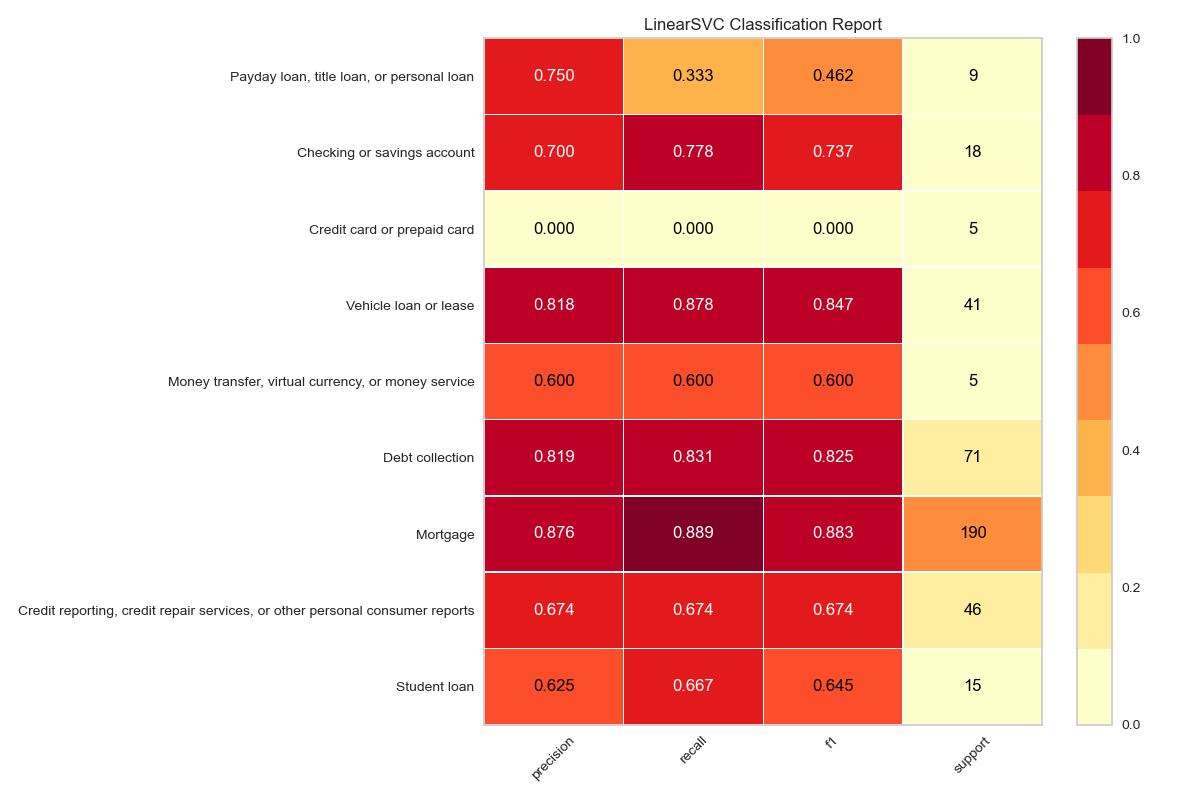 LinearSVC Classification Report
Payday loan, title loan, or personal loan 0.750 0.333 0.462 9
Checking or savings account 0.700 0.778 0.737 18
Credit card or prepaid card 0.000 0.000 0.000 5
Vehicle loan or lease 0.818 0.878 0.847 41
Money transfer, virtual currency, or money service 0.600 0.600 0.600 5
Debt collection 0.819 0.831 0.825 71
Mortgage 0.876 0.889 0.883 190
Credit reporting, credit repair services, or other personal consumer reports 0.674 0.674 0.674 46
Student loan 0.625 0.667 0.645 15
precision recall f1 support
1.0
0.8
0.6
0.4
0.2
0.0